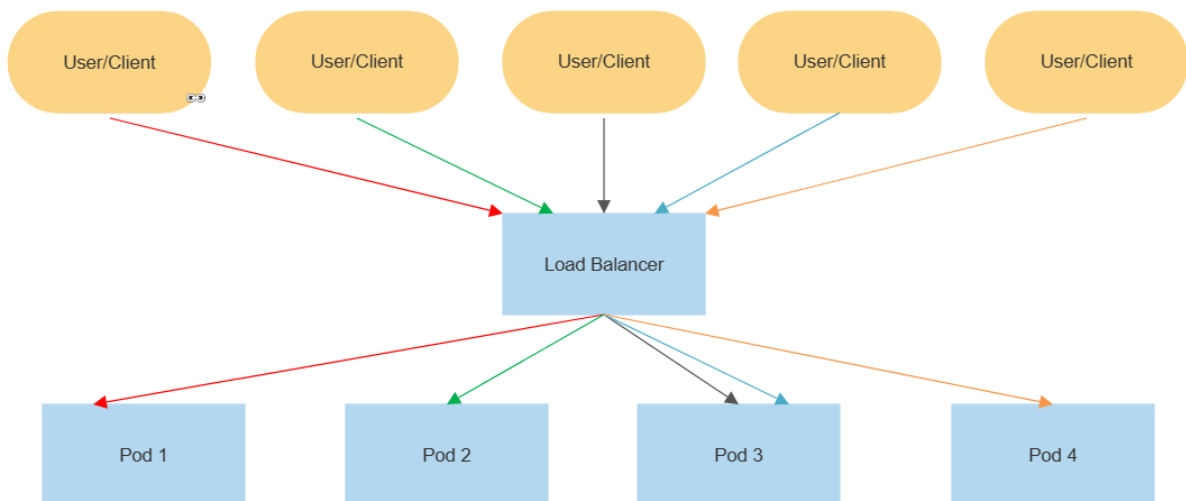 User/Client
User/Client
User/Client
User/Client
User/Client
Load Balancer
Pod 1
Pod 2
Pod 3
Pod 4